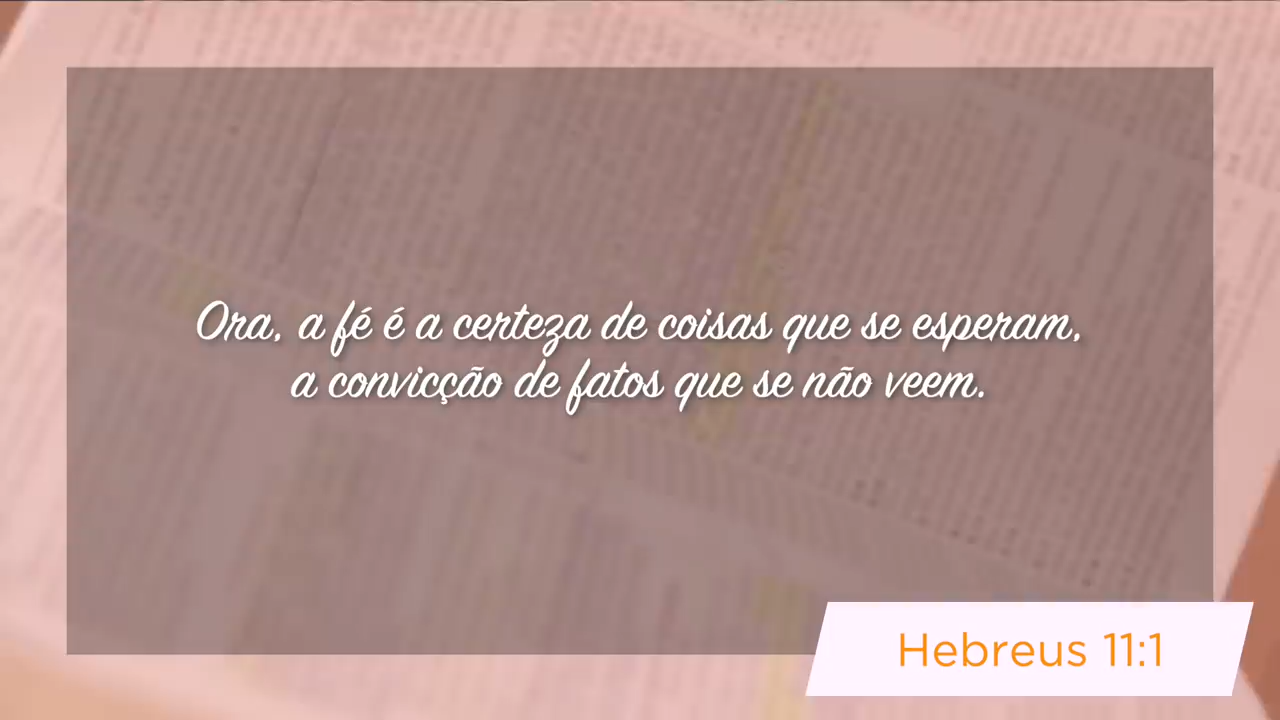 Ora, a fé é a certeza de coisas que se esperam,
a convicção de fatos que se não veem.
Hebreus 11:1